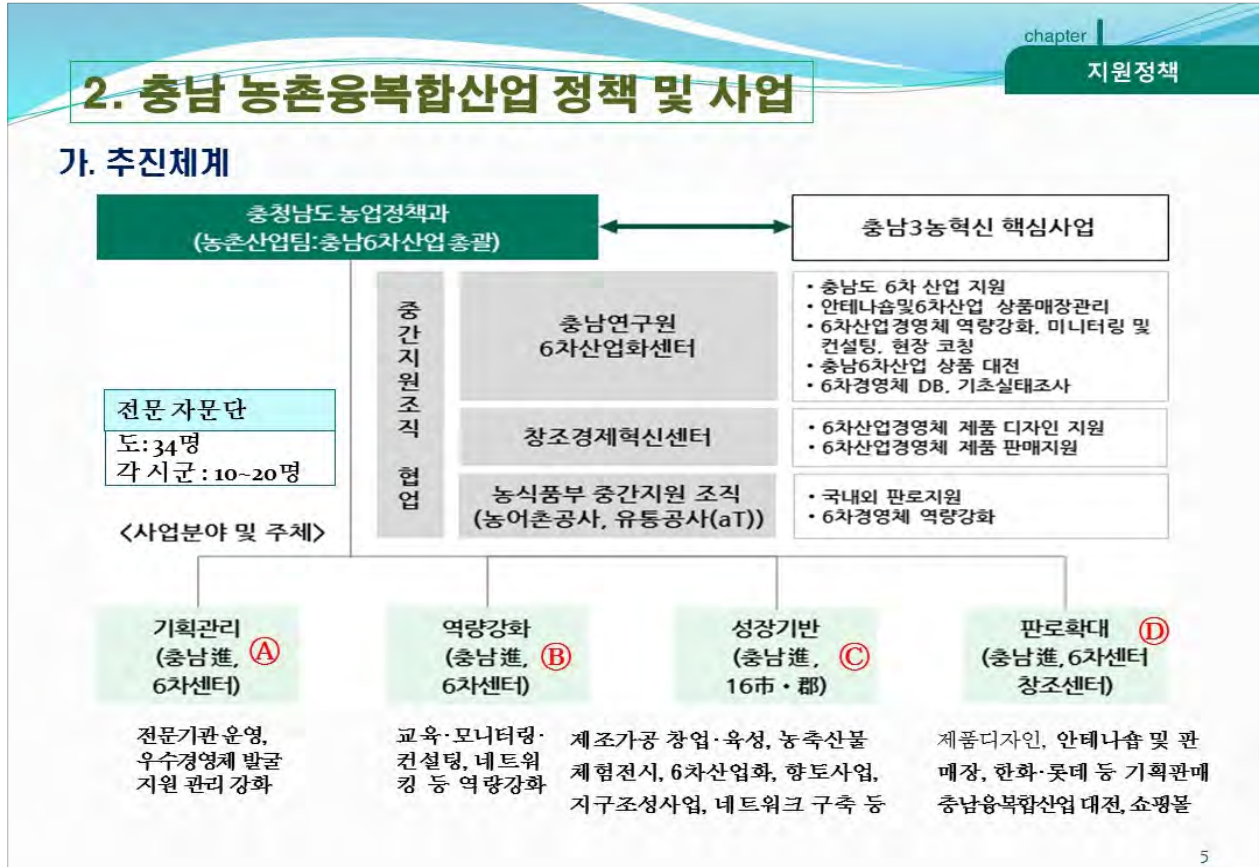 chapter
지원정책
2. 충남 농촌융복합산업 정책 및 사업
가. 추진체계
충청남도 농업정책과
(농촌산업팀:충남6차산업 총괄)
충남3농혁신 핵심사업
중간지원조직 협업
충남연구원
6차산업화센터
• 충남도 6차 산업 지원
• 안테나숍및6차산업 상품매장관리
• 6차산업경영체 역량강화, 미니터링 및
컨설팅, 현장 코칭
• 충남6차산업 상품 대전
• 6차경영체 DB, 기초실태조사
창조경제혁신센터
• 6차산업경영체 제품 디자인 지원
• 6차산업경영체 제품 판매지원
농식품부 중간지원 조직
(농어촌공사, 유통공사(aT))
• 국내외 판로지원
• 6차경영체 역량강화
전문 자문단
도: 34명
각 시군 : 10~20명
<사업분야 및 주체>
기획관리
(충남進, Ⓐ
6차센터)
전문기관 운영,
우수경영체 발굴
지원 관리 강화
역량강화
(충남進, Ⓑ
6차센터)
교육·모니터링·
컨설팅, 네트워
킹 등 역량강화
성장기반
(충남進, Ⓒ
16市・郡)
제조가공 창업·육성, 농축산물
체험전시, 6차산업화, 향토사업,
지구조성사업, 네트워크 구축 등
판로확대 Ⓓ
(충남進, 6차센터
창조센터)
제품디자인, 안테나숍 및 판
매장, 한화·롯데 등 기획판매
충남융복합산업 대전, 쇼핑몰
5